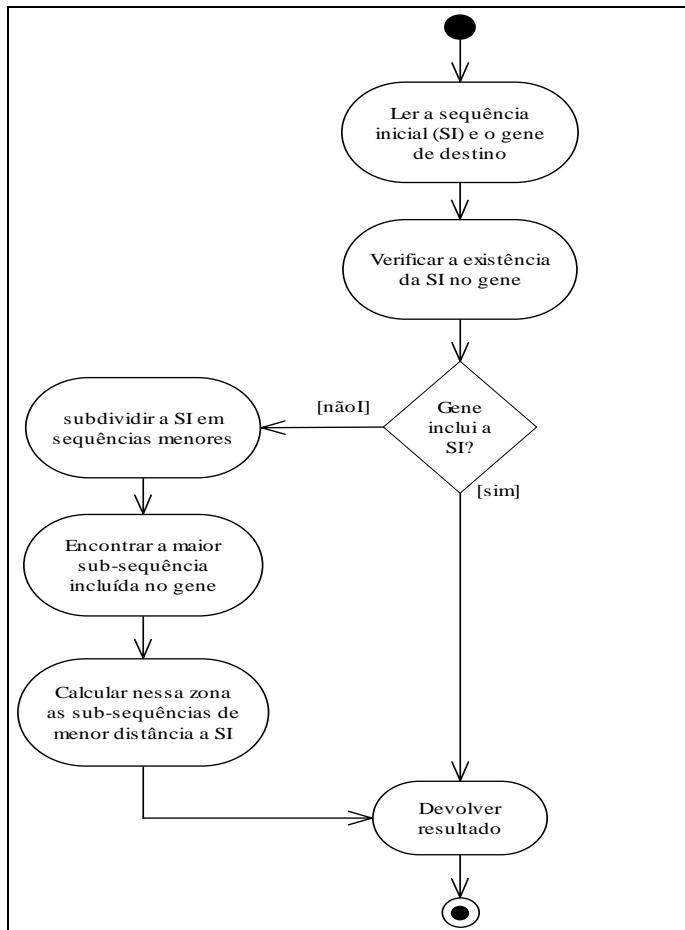 Ler a sequência
inicial (SI) e o gene
de destino
Verificar a existência
da SI no gene
Gene
inclui a
SI?
[nãoI]
[sim]
subdividir a SI em
sequências menores
Encontrar a maior
sub-sequência
incluída no gene
Calcular nessa zona
as sub-sequências de
menor distância a SI
Devolver
resultado